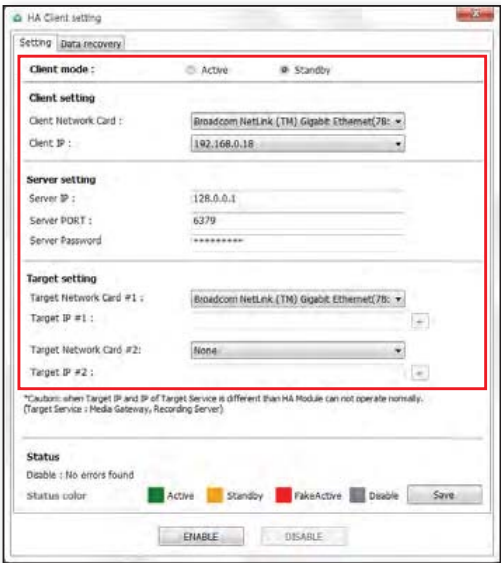 HA Client setting
Setting Data recovery
Client mode : Active Standby
Client setting
Client Network Card : Broadcom NetLink (TM) Gigabit Ethernet(78:
Client IP : 192.168.0.18
Server setting
Server IP : 128.0.0.1
Server PORT : 6379
Server Password *********
Target setting
Target Network Card #1 : Broadcom NetLink (TM) Gigabit Ethernet(78:
Target IP #1 :
Target Network Card #2: None
Target IP #2 :
*Caution: when Target IP and IP of Target Service is different than HA Module can not operate normally.
(Target Service : Media Gateway, Recording Server)
Status
Disable : No errors found
Status color Active Standby FakeActive Disable Save
ENABLE DISABLE